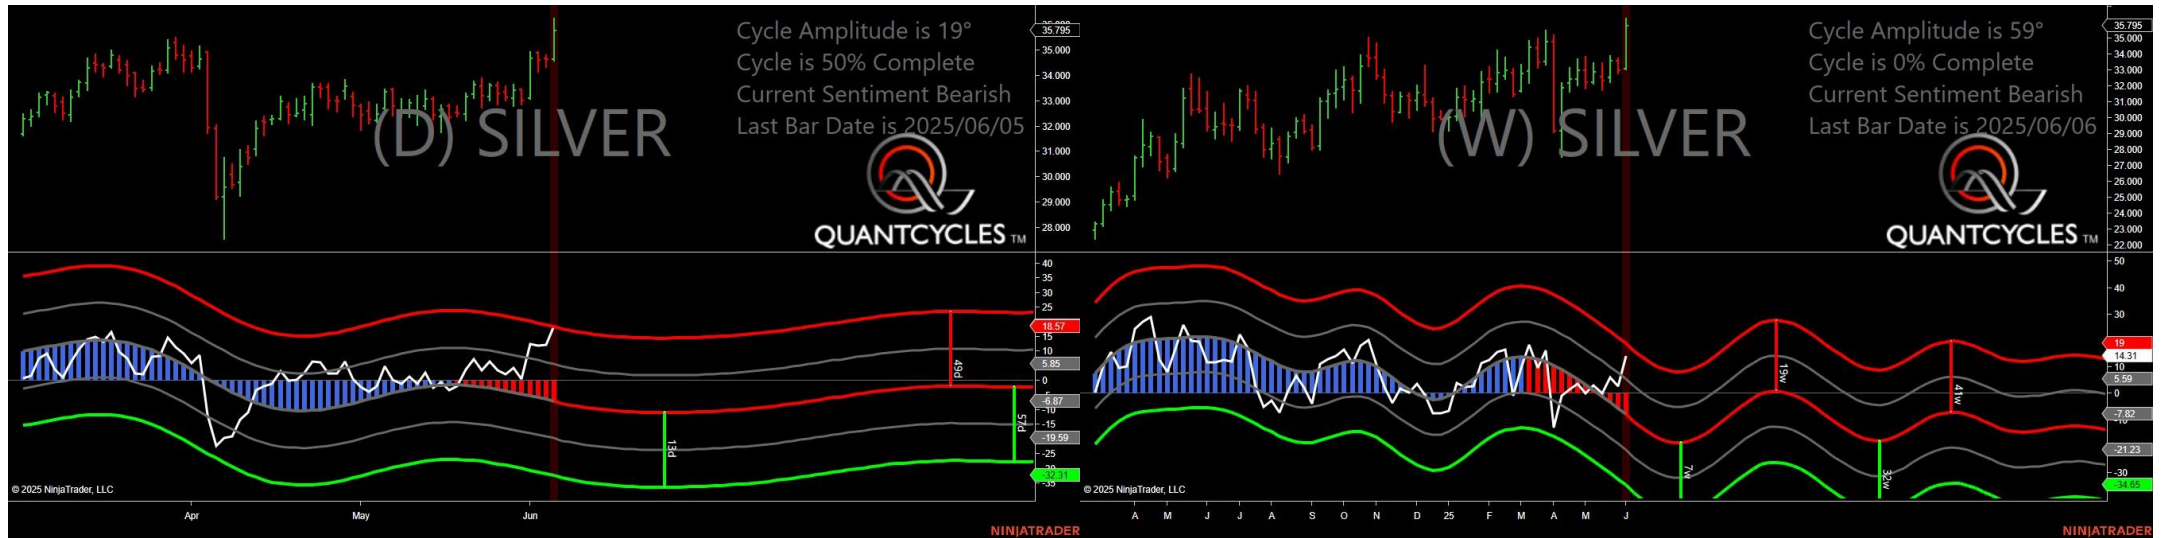 Cycle Amplitude is 19°
Cycle is 50% Complete
Current Sentiment Bearish
Last Bar Date is 2025/06/05
(D) SILVER
QUANTCYCLES TM
35.795
35.000
34.000
33.000
32.000
31.000
30.000
29.000
28.000
40
35
30
25
18.57
15
10
5.85
0
-6.87
-10
-15
-19.59
-25
-32.31
-35
49d
13d
57d
© 2025 NinjaTrader, LLC
Apr
May
Jun
NINJATRADER
Cycle Amplitude is 59°
Cycle is 0% Complete
Current Sentiment Bearish
Last Bar Date is 2025/06/06
(W) SILVER
QUANTCYCLES TM
35.795
35.000
34.000
33.000
32.000
31.000
30.000
29.000
28.000
27.000
26.000
25.000
24.000
23.000
22.000
50
40
30
19
14.31
10
5.59
0
-7.82
-21.23
-30
-34.65
19w
41w
7w
32w
© 2025 NinjaTrader, LLC
A M J J A S O N D 25 F M A M J
NINJATRADER